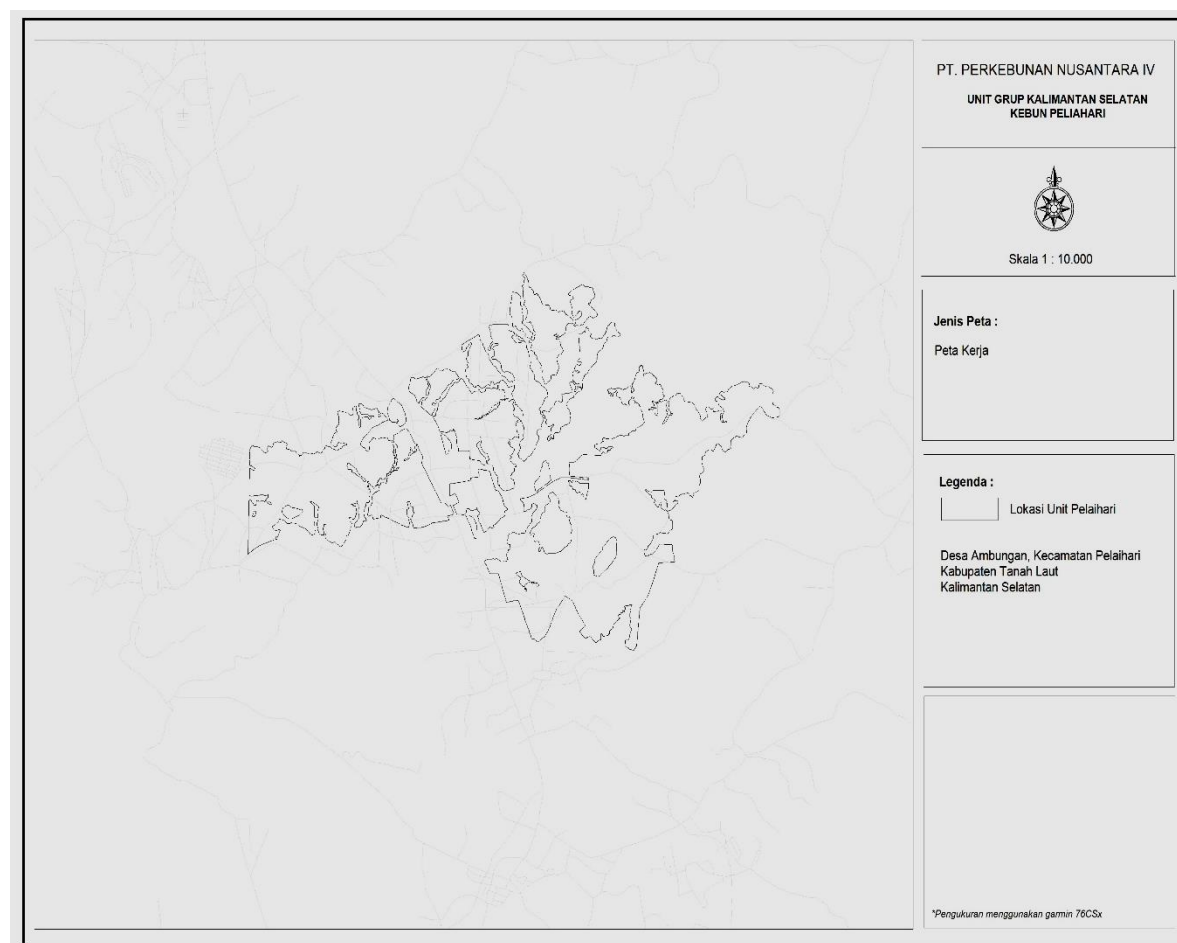 PT. PERKEBUNAN NUSANTARA IV
UNIT GRUP KALIMANTAN SELATAN
KEBUN PELIAHARI
Skala 1 : 10.000
Jenis Peta :
Peta Kerja
Legenda :
Lokasi Unit Pelaihari
Desa Ambungan, Kecamatan Pelaihari
Kabupaten Tanah Laut
Kalimantan Selatan
*Pengukuran menggunakan garmin 76CSx